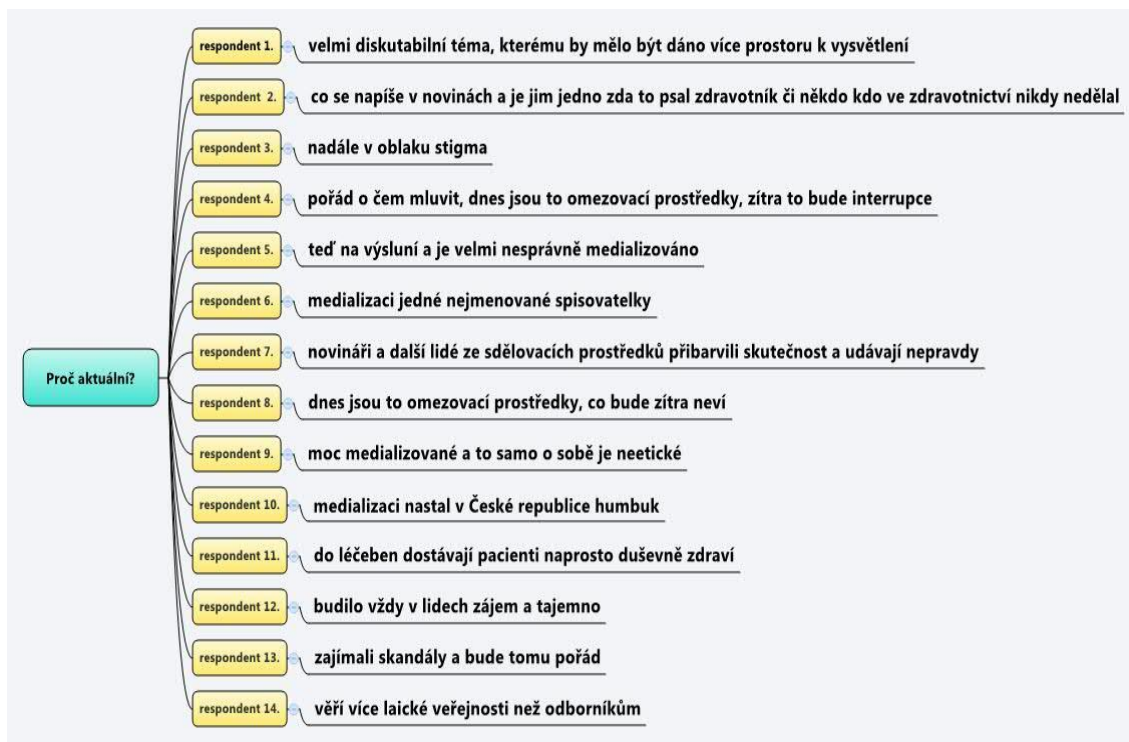 respondent 1. velmi diskutabilní téma, kterému by mělo být dáno více prostoru k vysvětlení
respondent 2. co se napíše v novinách a je jim jedno zda to psal zdravotník či někdo kdo ve zdravotnictví nikdy nedělal
respondent 3. nadále v oblaku stigma
respondent 4. pořád o čem mluvit, dnes jsou to omezovací prostředky, zítra to bude interrupce
respondent 5. teď na výsluní a je velmi nesprávně medializováno
respondent 6. medializaci jedné nejmenované spisovatelky
respondent 7. novináři a další lidé ze sdělovacích prostředků přibarvili skutečnost a udávají nepravdy
Proč aktuální?
respondent 8. dnes jsou to omezovací prostředky, co bude zítra neví
respondent 9. moc medializované a to samo o sobě je neetické
respondent 10. medializaci nastal v České republice humbuk
respondent 11. do léčeben dostávají pacienti naprosto duševně zdraví
respondent 12. budilo vždy v lidech zájem a tajemno
respondent 13. zajímali skandály a bude tomu pořád
respondent 14. věří více laické veřejnosti než odborníkům